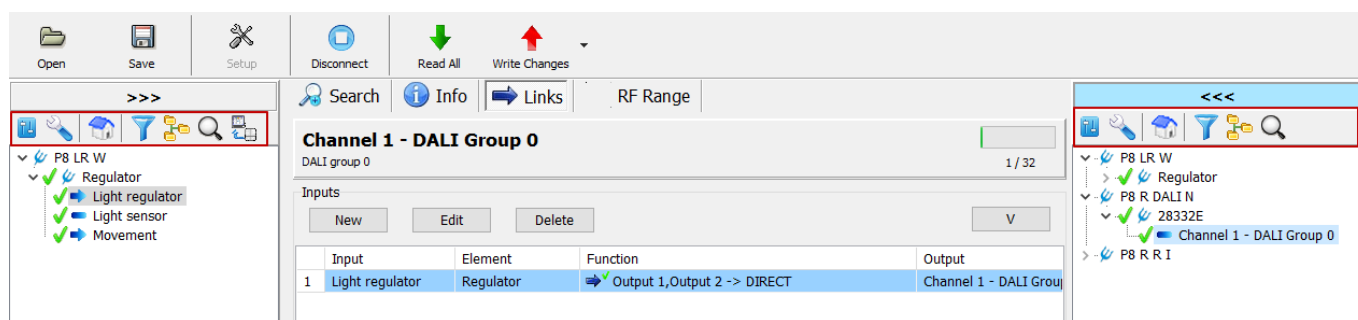 Open Save Setup Disconnect Read All Write Changes
>>>
P8 LR W
Regulator
Light regulator
Light sensor
Movement
Search Info Links RF Range
Channel 1 - DALI Group 0
DALI group 0
1 / 32
Inputs
New Edit Delete V
Input Element Function Output
1 Light regulator Regulator Output 1,Output 2 -> DIRECT Channel 1 - DALI Grou
<<<
P8 LR W
Regulator
P8 R DALI N
28332E
Channel 1 - DALI Group 0
P8 R R I